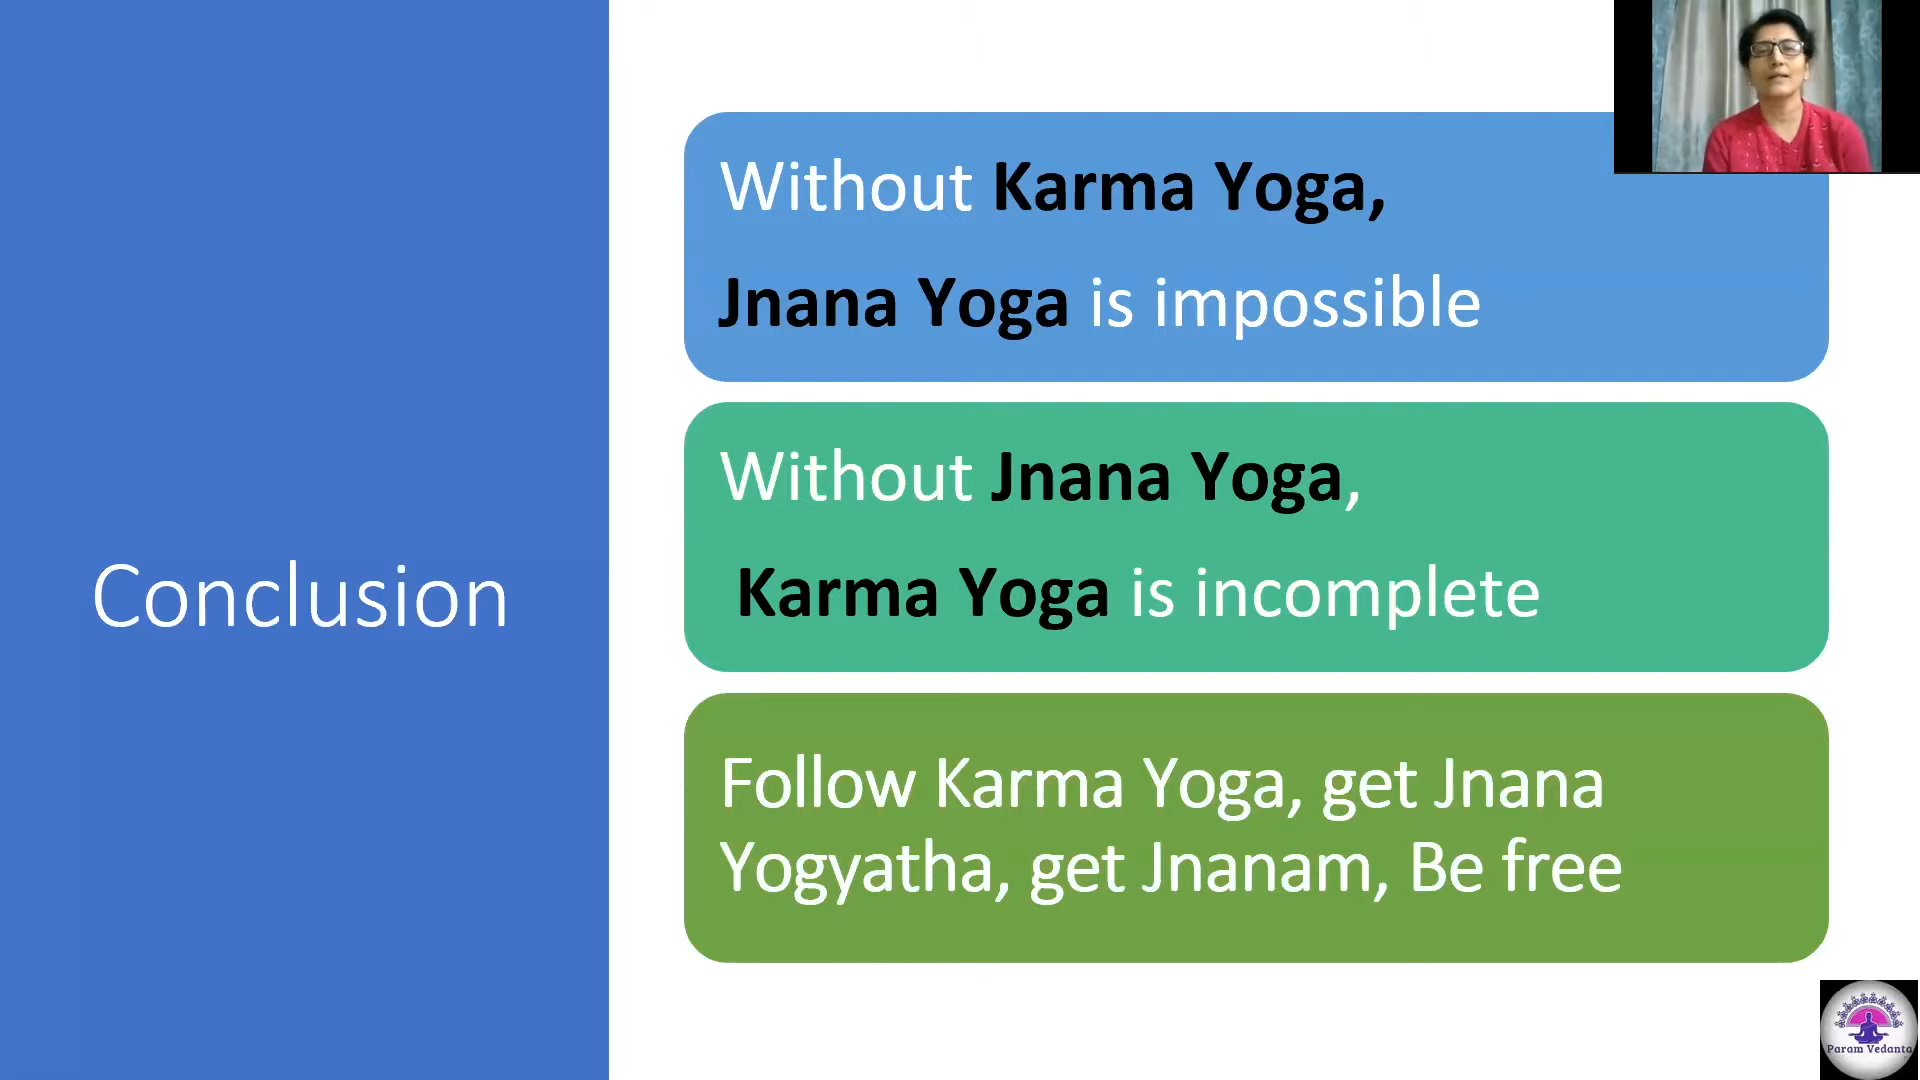 Conclusion
Without Karma Yoga,
Jnana Yoga is impossible
Without Jnana Yoga,
Karma Yoga is incomplete
Follow Karma Yoga, get Jnana
Yogyatha, get Jnanam, Be free
Param Vedanta